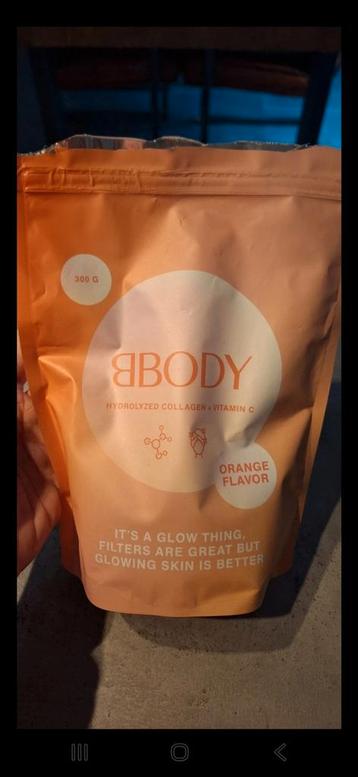 300 G
BBODY
HYDROLYZED COLLAGEN + VITAMIN C
ORANGE
FLAVOR
IT'S A GLOW THING,
FILTERS ARE GREAT BUT
GLOWING SKIN IS BETTER